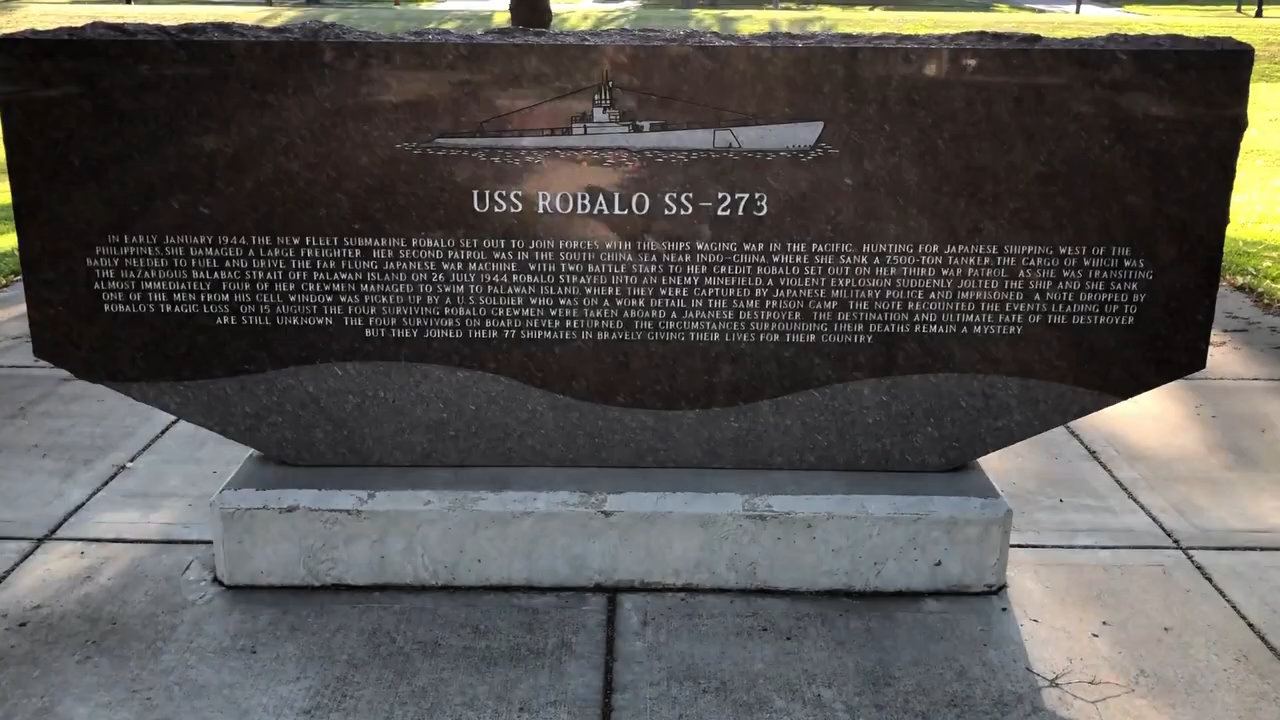 USS ROBALO SS-273
IN EARLY JANUARY 1944, THE NEW FLEET SUBMARINE ROBALO SET OUT TO JOIN FORCES WITH THE SHIPS WAGING WAR IN THE PACIFIC. HUNTING FOR JAPANESE SHIPPING WEST OF THE
PHILIPPINES, SHE DAMAGED A LARGE FREIGHTER. HER SECOND PATROL WAS IN THE SOUTH CHINA SEA NEAR INDO-CHINA, WHERE SHE SANK A 7,500-TON TANKER, THE CARGO OF WHICH WAS
BADLY NEEDED TO FUEL AND DRIVE THE FAR FLUNG JAPANESE WAR MACHINE. WITH TWO BATTLE STARS TO HER CREDIT, ROBALO SET OUT ON HER THIRD WAR PATROL. AS SHE WAS TRANSITING
THE HAZARDOUS BALABAC STRAIT OFF PALAWAN ISLAND ON 26 JULY 1944, ROBALO STRAYED INTO AN ENEMY MINEFIELD. A VIOLENT EXPLOSION SUDDENLY JOLTED THE SHIP AND SHE SANK
ALMOST IMMEDIATELY. FOUR OF HER CREWMEN MANAGED TO SWIM TO PALAWAN ISLAND, WHERE THEY WERE CAPTURED BY JAPANESE MILITARY POLICE AND IMPRISONED. A NOTE DROPPED BY
ONE OF THE MEN FROM HIS CELL WINDOW WAS PICKED UP BY A U.S. SOLDIER WHO WAS ON A WORK DETAIL IN THE SAME PRISON CAMP. THE NOTE RECOUNTED THE EVENTS LEADING UP TO
ROBALO'S TRAGIC LOSS. ON 15 AUGUST THE FOUR SURVIVING ROBALO CREWMEN WERE TAKEN ABOARD A JAPANESE DESTROYER. THE DESTINATION AND ULTIMATE FATE OF THE DESTROYER
ARE STILL UNKNOWN. THE FOUR SURVIVORS ON BOARD NEVER RETURNED. THE CIRCUMSTANCES SURROUNDING THEIR DEATHS REMAIN A MYSTERY,
BUT THEY JOINED THEIR 77 SHIPMATES IN BRAVELY GIVING THEIR LIVES FOR THEIR COUNTRY.